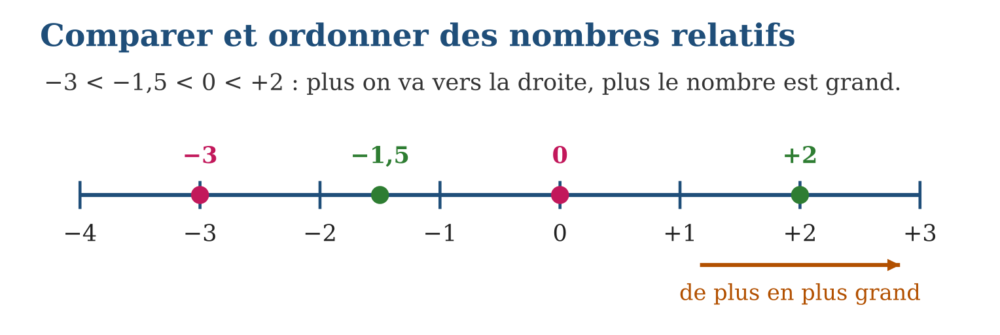 Comparer et ordonner des nombres relatifs
−3 < −1,5 < 0 < +2 : plus on va vers la droite, plus le nombre est grand.
−3 −1,5 0 +2
−4 −3 −2 −1 0 +1 +2 +3
de plus en plus grand